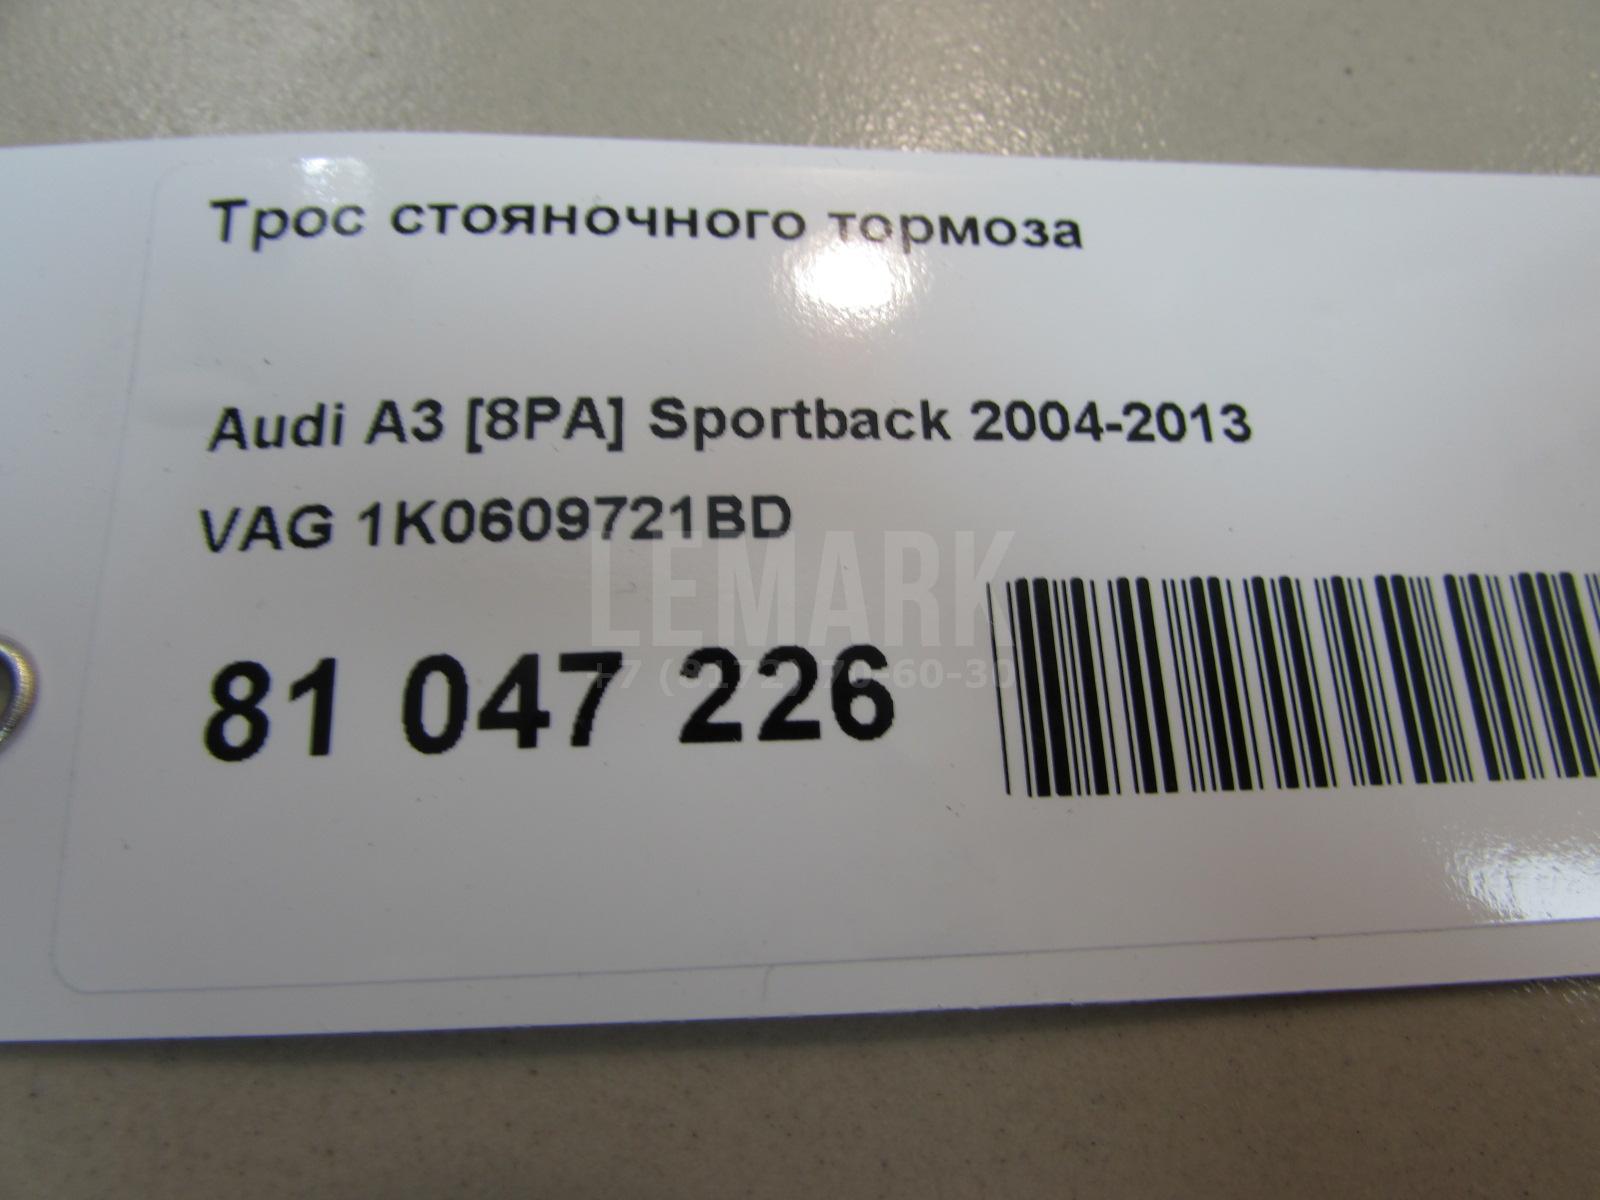 Трос стояночного тормоза
Audi A3 [8PA] Sportback 2004-2013
VAG 1K0609721BD
LEMARK
81 047 226